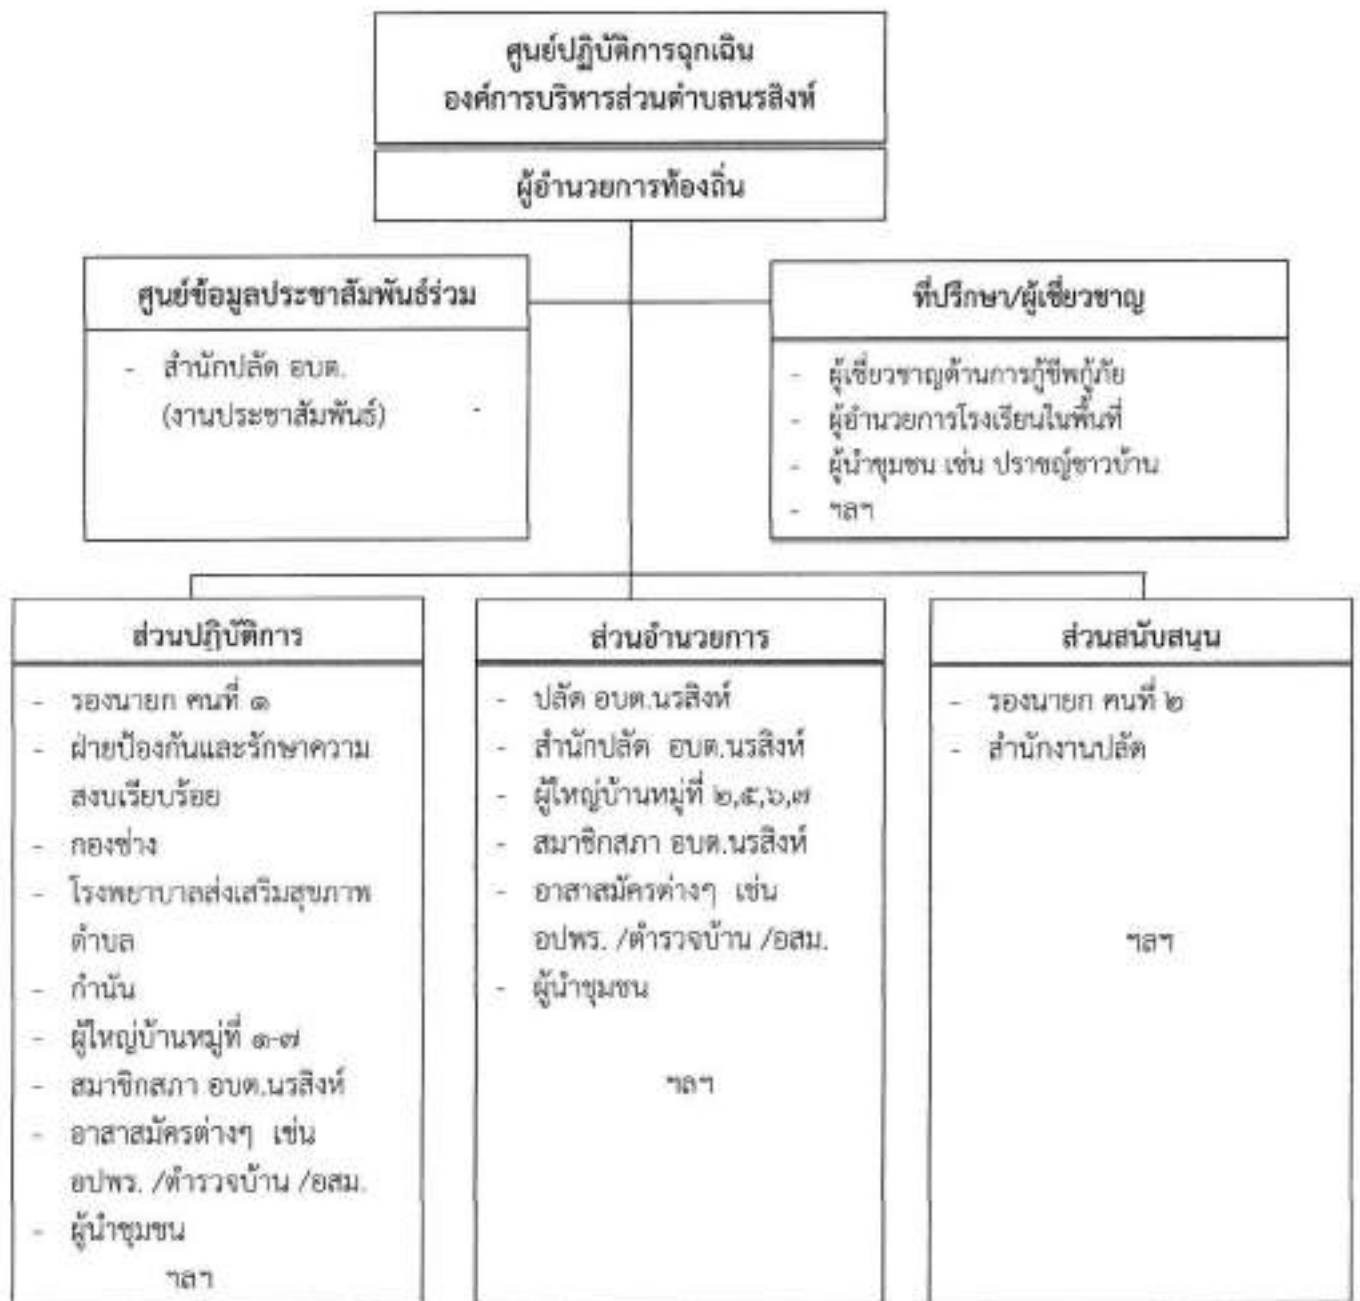 ศูนย์ปฏิบัติการฉุกเฉิน
องค์การบริหารส่วนตำบลนรสิงห์
ผู้อำนวยการท้องถิ่น
ศูนย์ข้อมูลประชาสัมพันธ์ร่วม
- สำนักปลัด อบต.
(งานประชาสัมพันธ์) -
ที่ปรึกษา/ผู้เชี่ยวชาญ
- ผู้เชี่ยวชาญด้านการกู้ชีพกู้ภัย
- ผู้อำนวยการโรงเรียนในพื้นที่
- ผู้นำชุมชน เช่น ปราชญ์ชาวบ้าน
- ฯลฯ
ส่วนปฏิบัติการ
- รองนายก คนที่ ๑
- ฝ่ายป้องกันและรักษาความ
สงบเรียบร้อย
- กองช่าง
- โรงพยาบาลส่งเสริมสุขภาพ
ตำบล
- กำนัน
- ผู้ใหญ่บ้านหมู่ที่ ๑-๗
- สมาชิกสภา อบต.นรสิงห์
- อาสาสมัครต่างๆ เช่น
อปพร. /ตำรวจบ้าน /อสม.
- ผู้นำชุมชน
ฯลฯ
ส่วนอำนวยการ
- ปลัด อบต.นรสิงห์
- สำนักปลัด อบต.นรสิงห์
- ผู้ใหญ่บ้านหมู่ที่ ๒,๕,๖,๗
- สมาชิกสภา อบต.นรสิงห์
- อาสาสมัครต่างๆ เช่น
อปพร. /ตำรวจบ้าน /อสม.
- ผู้นำชุมชน
ฯลฯ
ส่วนสนับสนุน
- รองนายก คนที่ ๒
- สำนักงานปลัด
ฯลฯ